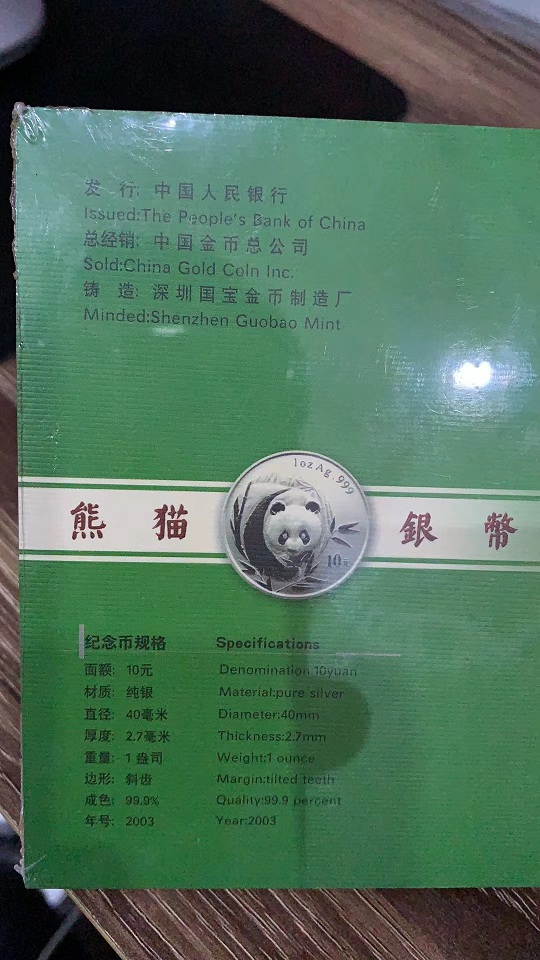 发 行: 中国人民银行
Issued:The People's Bank of China
总经销: 中国金币总公司
Sold:China Gold Coln Inc.
铸 造: 深圳国宝金币制造厂
Minded:Shenzhen Guobao Mint
1oz Ag .999
10元
熊 猫 銀 幣
纪念币规格 Specifications
面额: 10元 Denomination:10yuan
材质: 纯银 Material:pure silver
直径: 40毫米 Diameter:40mm
厚度: 2.7毫米 Thickness:2.7mm
重量: 1 盎司 Weight:1 ounce
边形: 斜齿 Margin:tilted teeth
成色: 99.9% Quality:99.9 percent
年号: 2003 Year:2003